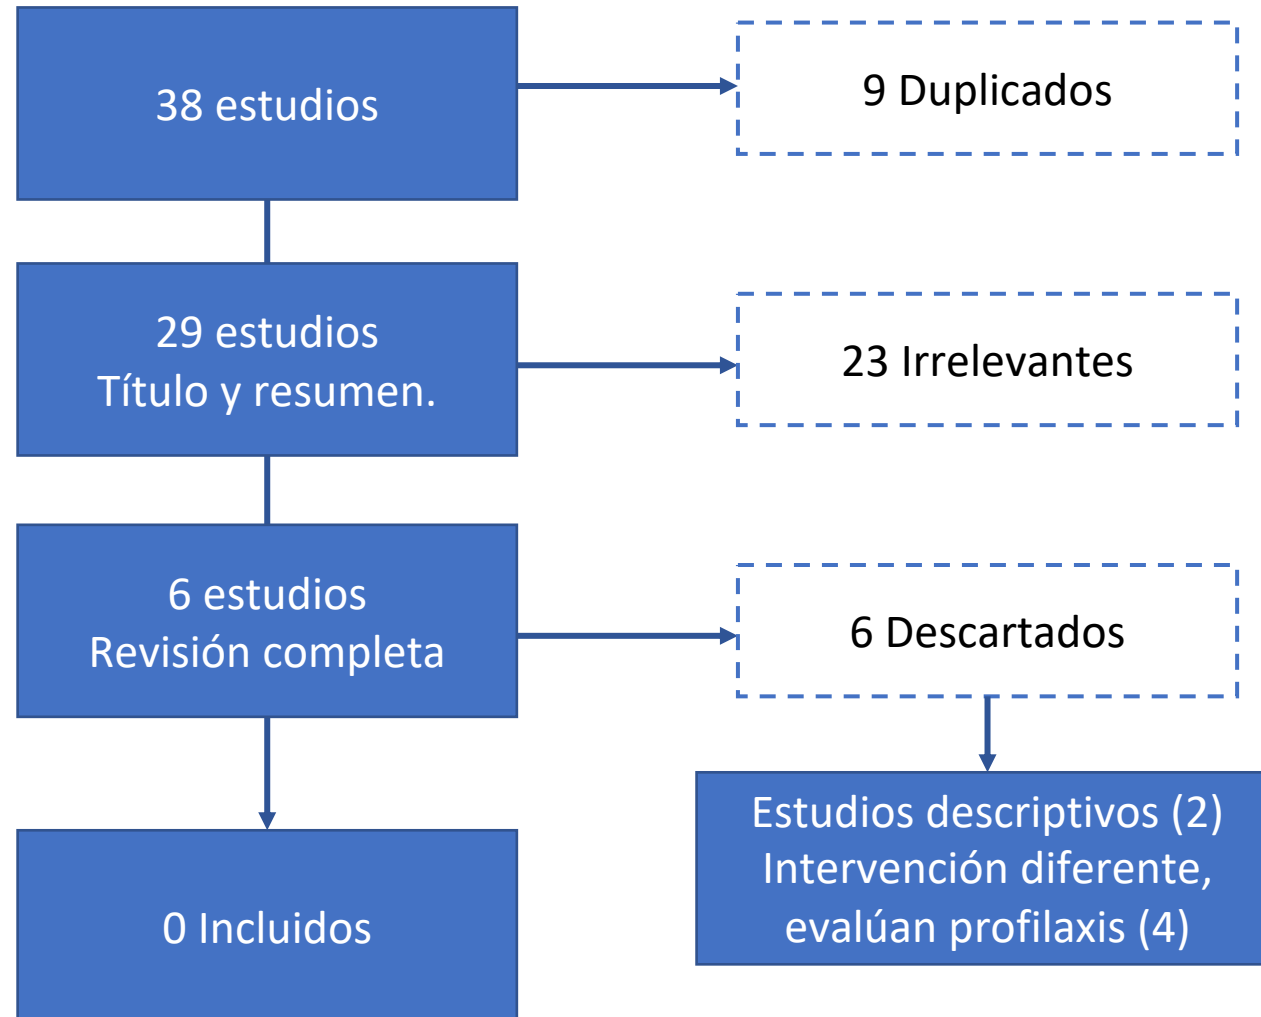 38 estudios
9 Duplicados
29 estudios
Título y resumen.
23 Irrelevantes
6 estudios
Revisión completa
6 Descartados
Estudios descriptivos (2)
Intervención diferente,
evalúan profilaxis (4)
0 Incluidos